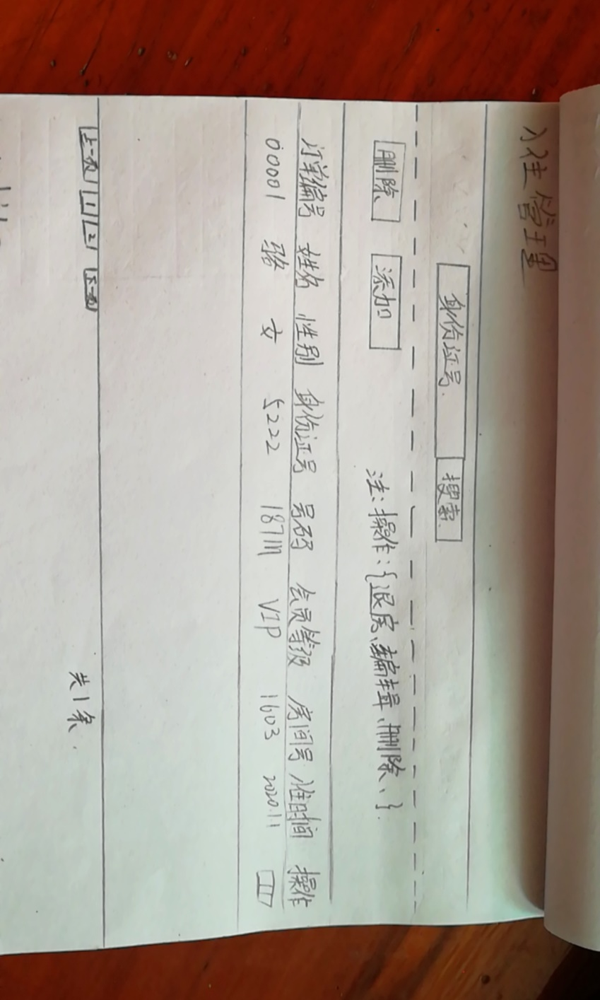 入住管理
身份证号. 搜索.
删除 添加 注:操作:{退房、编辑、删除、}.
订单编号 姓名 性别 身份证号 号码 会员等级 房间号 入住时间 操作
00001 骆 女 5222 187111 VIP 1603 2020.11
上一页 1 2 下一页 共1条.